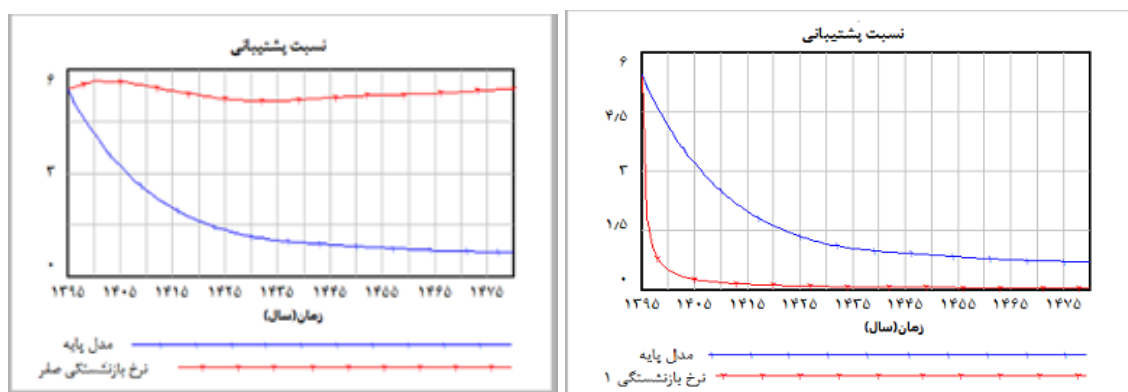 نسبت پشتیبانی
۶
۳
۰
۱۳۹۵ ۱۴۰۵ ۱۴۱۵ ۱۴۲۵ ۱۴۳۵ ۱۴۴۵ ۱۴۵۵ ۱۴۶۵ ۱۴۷۵
زمان(سال)
مدل پایه
نرخ بازنشستگی صفر
نسبت پشتیبانی
۶
۴/۵
۳
۱/۵
۰
۱۳۹۵ ۱۴۰۵ ۱۴۱۵ ۱۴۲۵ ۱۴۳۵ ۱۴۴۵ ۱۴۵۵ ۱۴۶۵ ۱۴۷۵
زمان(سال)
مدل پایه
نرخ بازنشستگی ۱